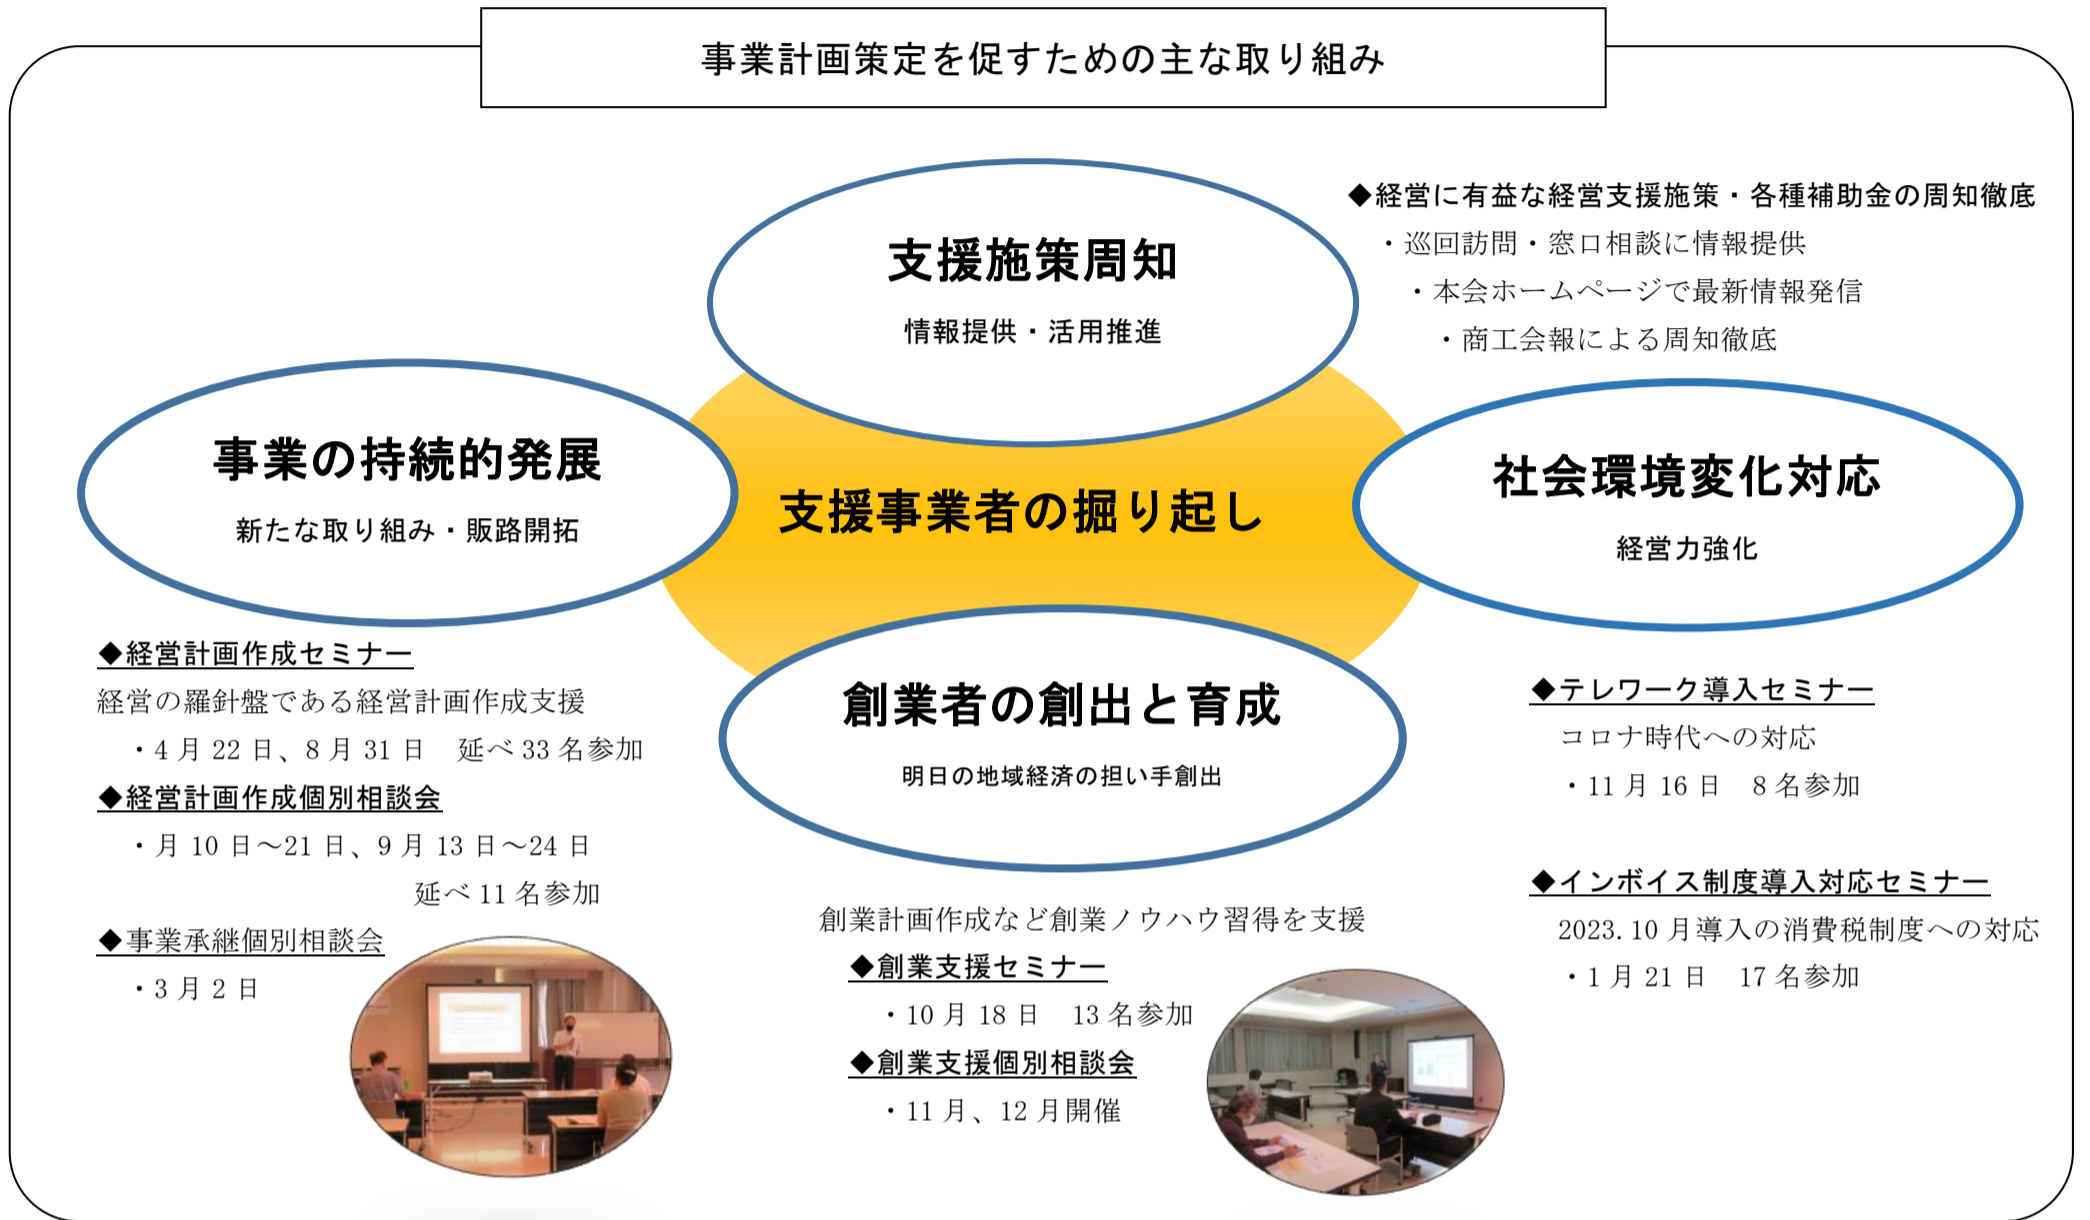 事業計画策定を促すための主な取り組み
支援施策周知
情報提供・活用推進
◆経営に有益な経営支援施策・各種補助金の周知徹底
・巡回訪問・窓口相談に情報提供
・本会ホームページで最新情報発信
・商工会報による周知徹底
事業の持続的発展
新たな取り組み・販路開拓
支援事業者の掘り起し
社会環境変化対応
経営力強化
◆経営計画作成セミナー
経営の羅針盤である経営計画作成支援
・4月22日、8月31日　延べ33名参加
◆経営計画作成個別相談会
・月10日～21日、9月13日～24日
延べ11名参加
◆事業承継個別相談会
・3月2日
創業者の創出と育成
明日の地域経済の担い手創出
創業計画作成など創業ノウハウ習得を支援
◆創業支援セミナー
・10月18日　13名参加
◆創業支援個別相談会
・11月、12月開催
◆テレワーク導入セミナー
コロナ時代への対応
・11月16日　8名参加
◆インボイス制度導入対応セミナー
2023.10月導入の消費税制度への対応
・1月21日　17名参加